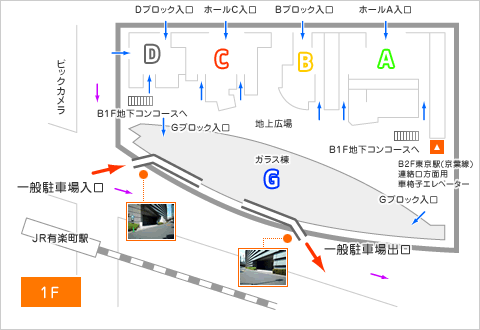 Dブロック入口
ホールC入口
Bブロック入口
ホールA入口
D
C
B
A
ビックカメラ
B1F地下コンコースへ
Gブロック入口
地上広場
B1F地下コンコースへ
ガラス棟
G
B2F東京駅(京葉線)
連絡口方面用
車椅子エレベーター
Gブロック入口
一般駐車場入口
一般駐車場出口
JR有楽町駅
1F